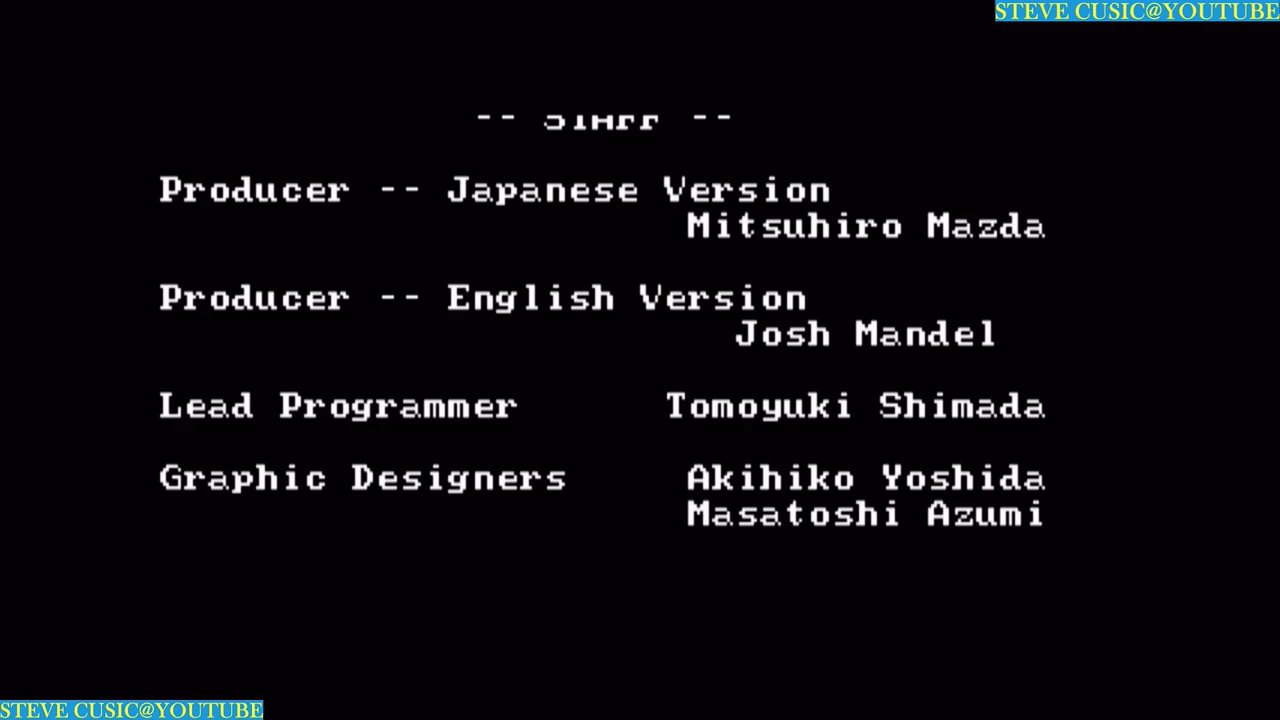 STEVE CUSIC@YOUTUBE
-- STAFF --
Producer -- Japanese Version
Mitsuhiro Mazda
Producer -- English Version
Josh Mandel
Lead Programmer Tomoyuki Shimada
Graphic Designers Akihiko Yoshida
Masatoshi Azumi
STEVE CUSIC@YOUTUBE